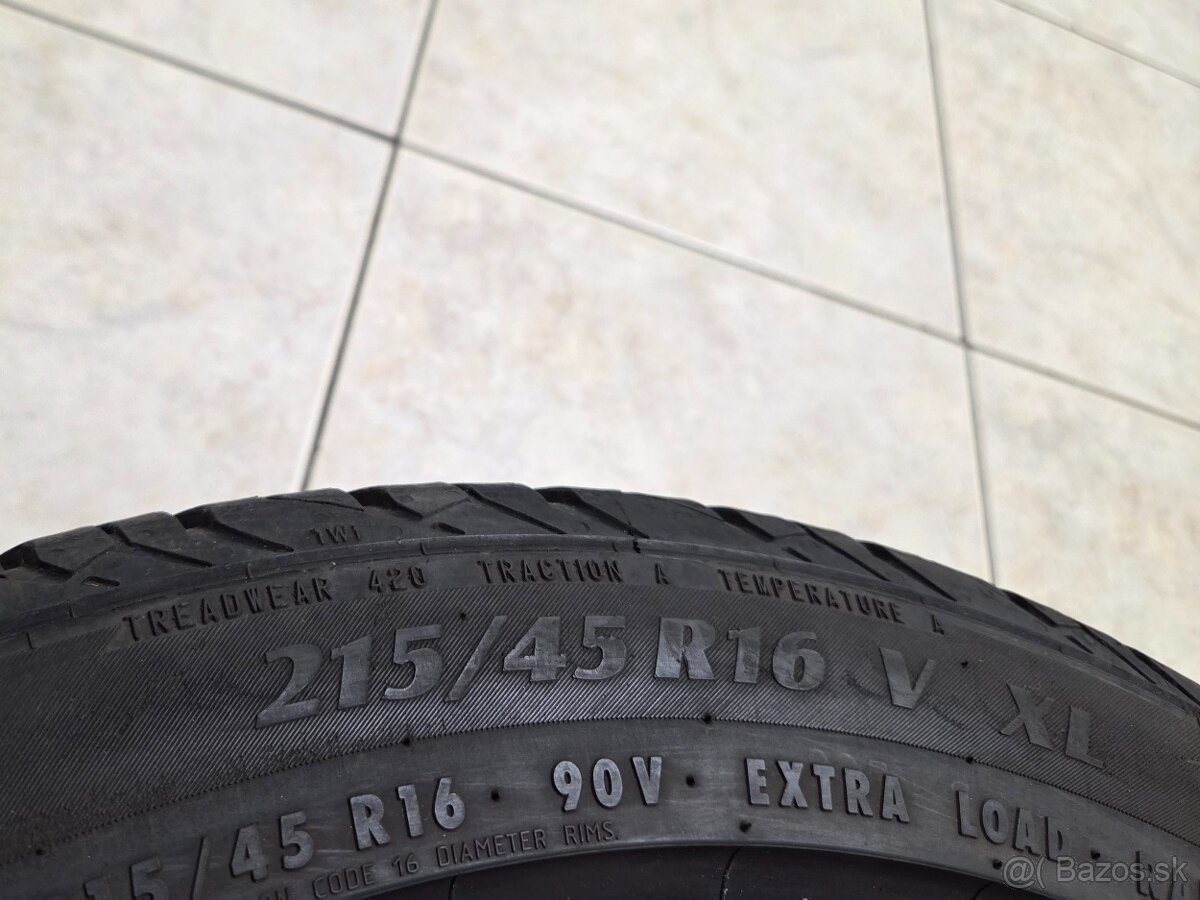 TWI
TREADWEAR 420 TRACTION A TEMPERATURE A
215/45 R16 V XL
15/45 R16 · 90V · EXTRA LOAD ·
CODE 16 DIAMETER RIMS.
@( Bazos.sk